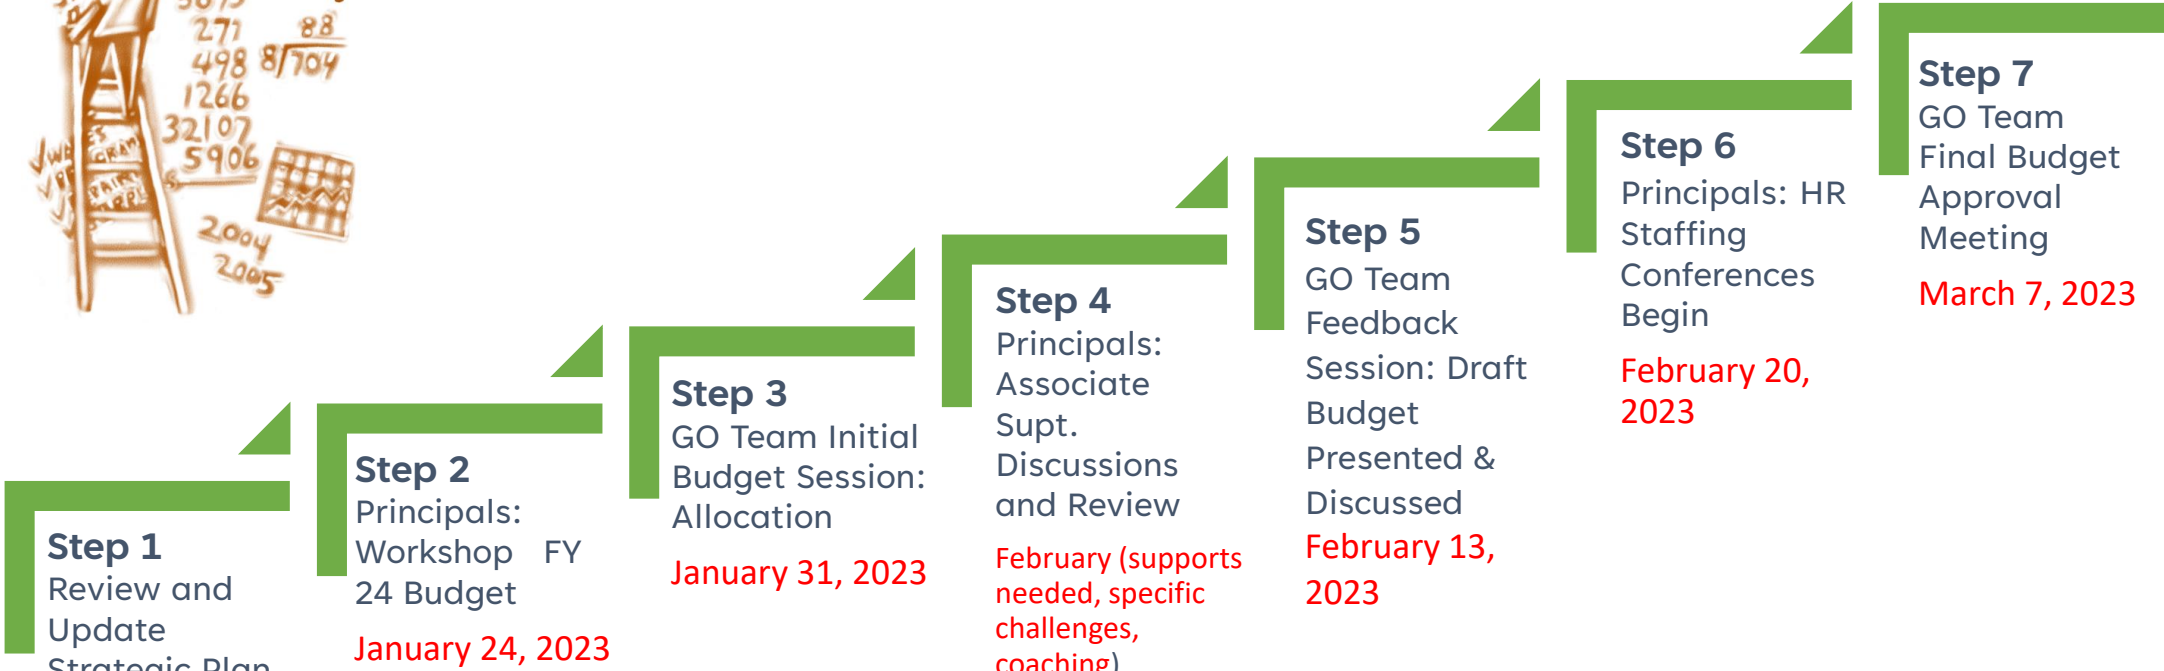 271
498
1266
32107
5906
88
8/704
2004
2005
Step 1
Review and
Update
Strategic Plan
Step 2
Principals:
Workshop FY
24 Budget
January 24, 2023
Step 3
GO Team Initial
Budget Session:
Allocation
January 31, 2023
Step 4
Principals:
Associate
Supt.
Discussions
and Review
February (supports
needed, specific
challenges,
coaching)
Step 5
GO Team
Feedback
Session: Draft
Budget
Presented &
Discussed
February 13,
2023
Step 6
Principals: HR
Staffing
Conferences
Begin
February 20,
2023
Step 7
GO Team
Final Budget
Approval
Meeting
March 7, 2023